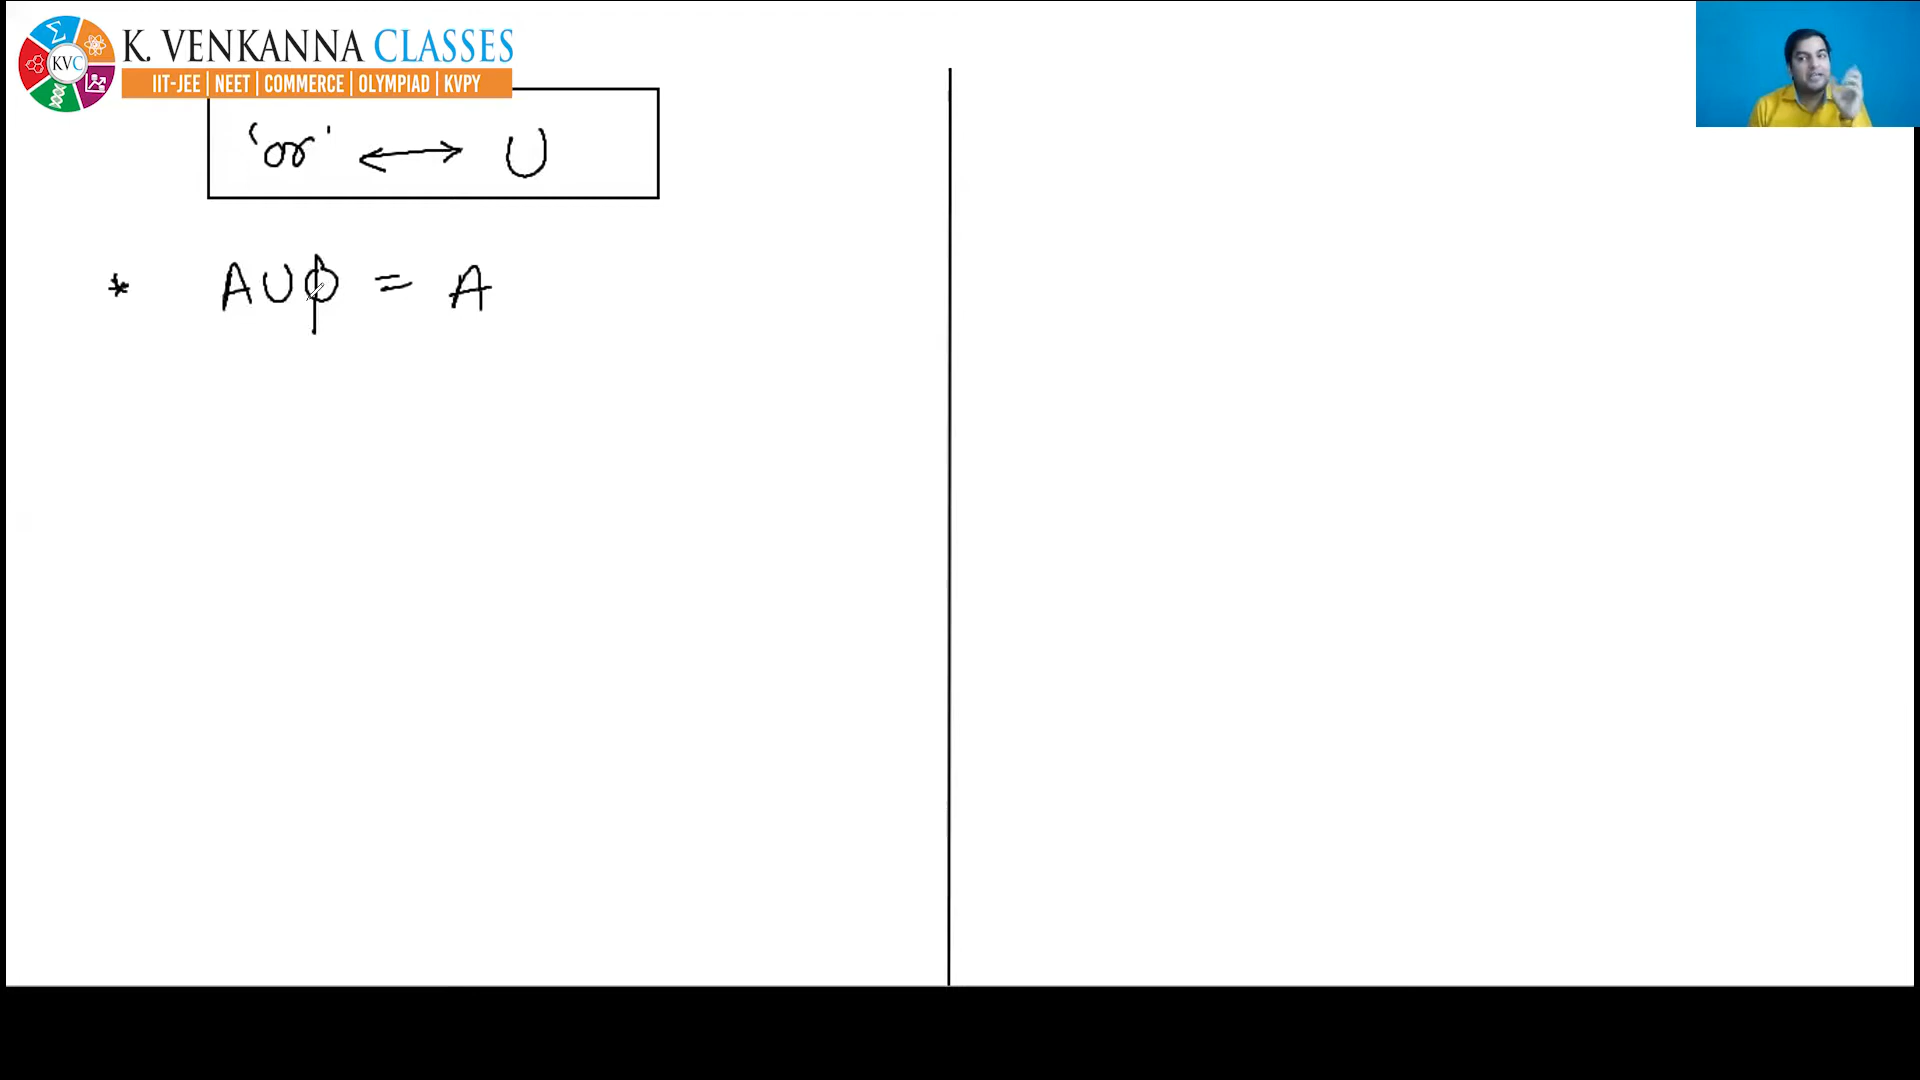 KVC
K. VENKANNA CLASSES
IIT-JEE | NEET | COMMERCE | OLYMPIAD | KVPY
'or' ⟷ ∪
* A∪ϕ = A